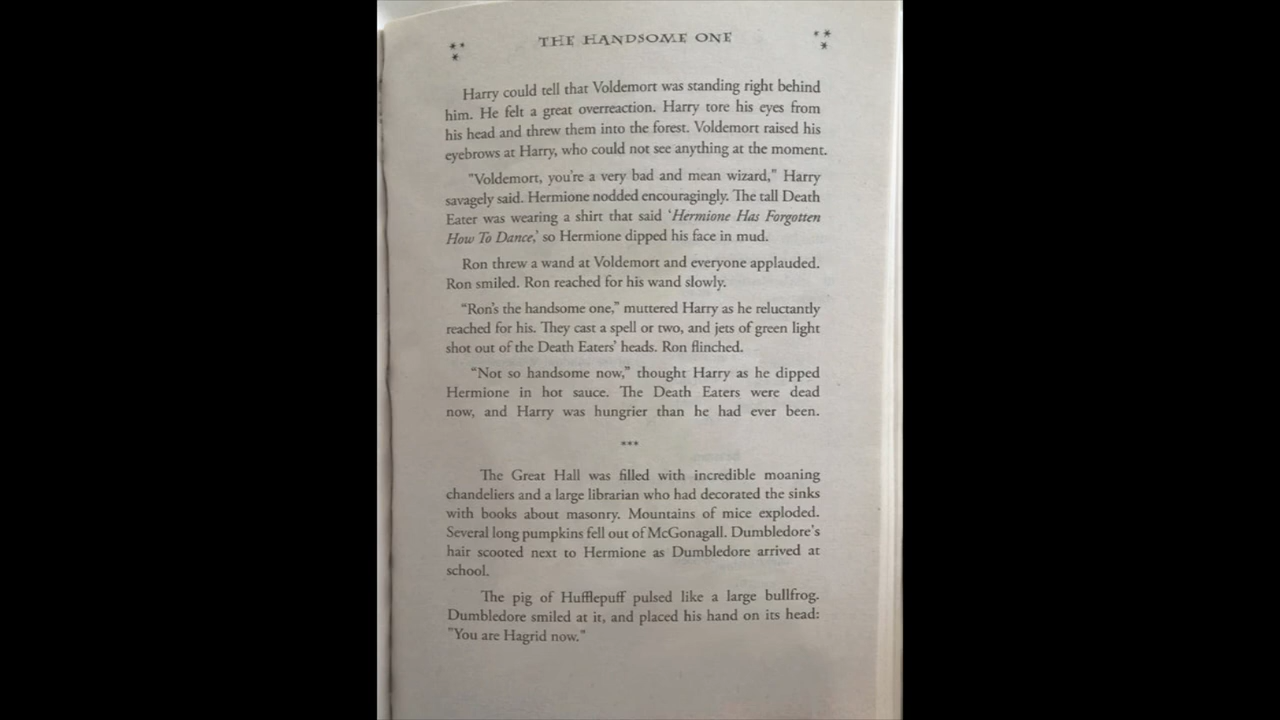 THE HANDSOME ONE
Harry could tell that Voldemort was standing right behind
him. He felt a great overreaction. Harry tore his eyes from
his head and threw them into the forest. Voldemort raised his
eyebrows at Harry, who could not see anything at the moment.
"Voldemort, you're a very bad and mean wizard," Harry
savagely said. Hermione nodded encouragingly. The tall Death
Eater was wearing a shirt that said 'Hermione Has Forgotten
How To Dance,' so Hermione dipped his face in mud.
Ron threw a wand at Voldemort and everyone applauded.
Ron smiled. Ron reached for his wand slowly.
"Ron's the handsome one," muttered Harry as he reluctantly
reached for his. They cast a spell or two, and jets of green light
shot out of the Death Eaters' heads. Ron flinched.
"Not so handsome now," thought Harry as he dipped
Hermione in hot sauce. The Death Eaters were dead
now, and Harry was hungrier than he had ever been.
***
The Great Hall was filled with incredible moaning
chandeliers and a large librarian who had decorated the sinks
with books about masonry. Mountains of mice exploded.
Several long pumpkins fell out of McGonagall. Dumbledore's
hair scooted next to Hermione as Dumbledore arrived at
school.
The pig of Hufflepuff pulsed like a large bullfrog.
Dumbledore smiled at it, and placed his hand on its head:
"You are Hagrid now."